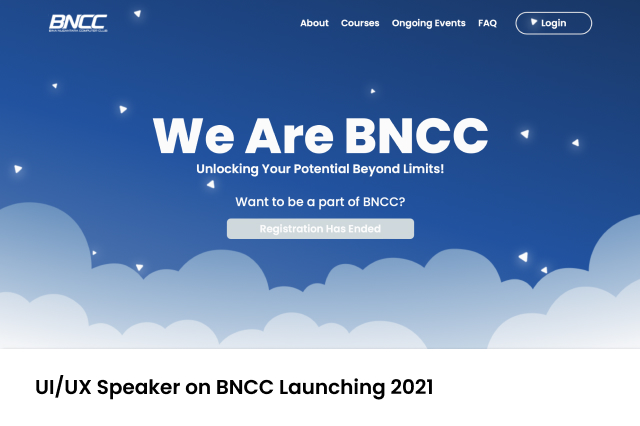 BNCC
About Courses Ongoing Events FAQ Login
We Are BNCC
Unlocking Your Potential Beyond Limits!
Want to be a part of BNCC?
Registration Has Ended
UI/UX Speaker on BNCC Launching 2021